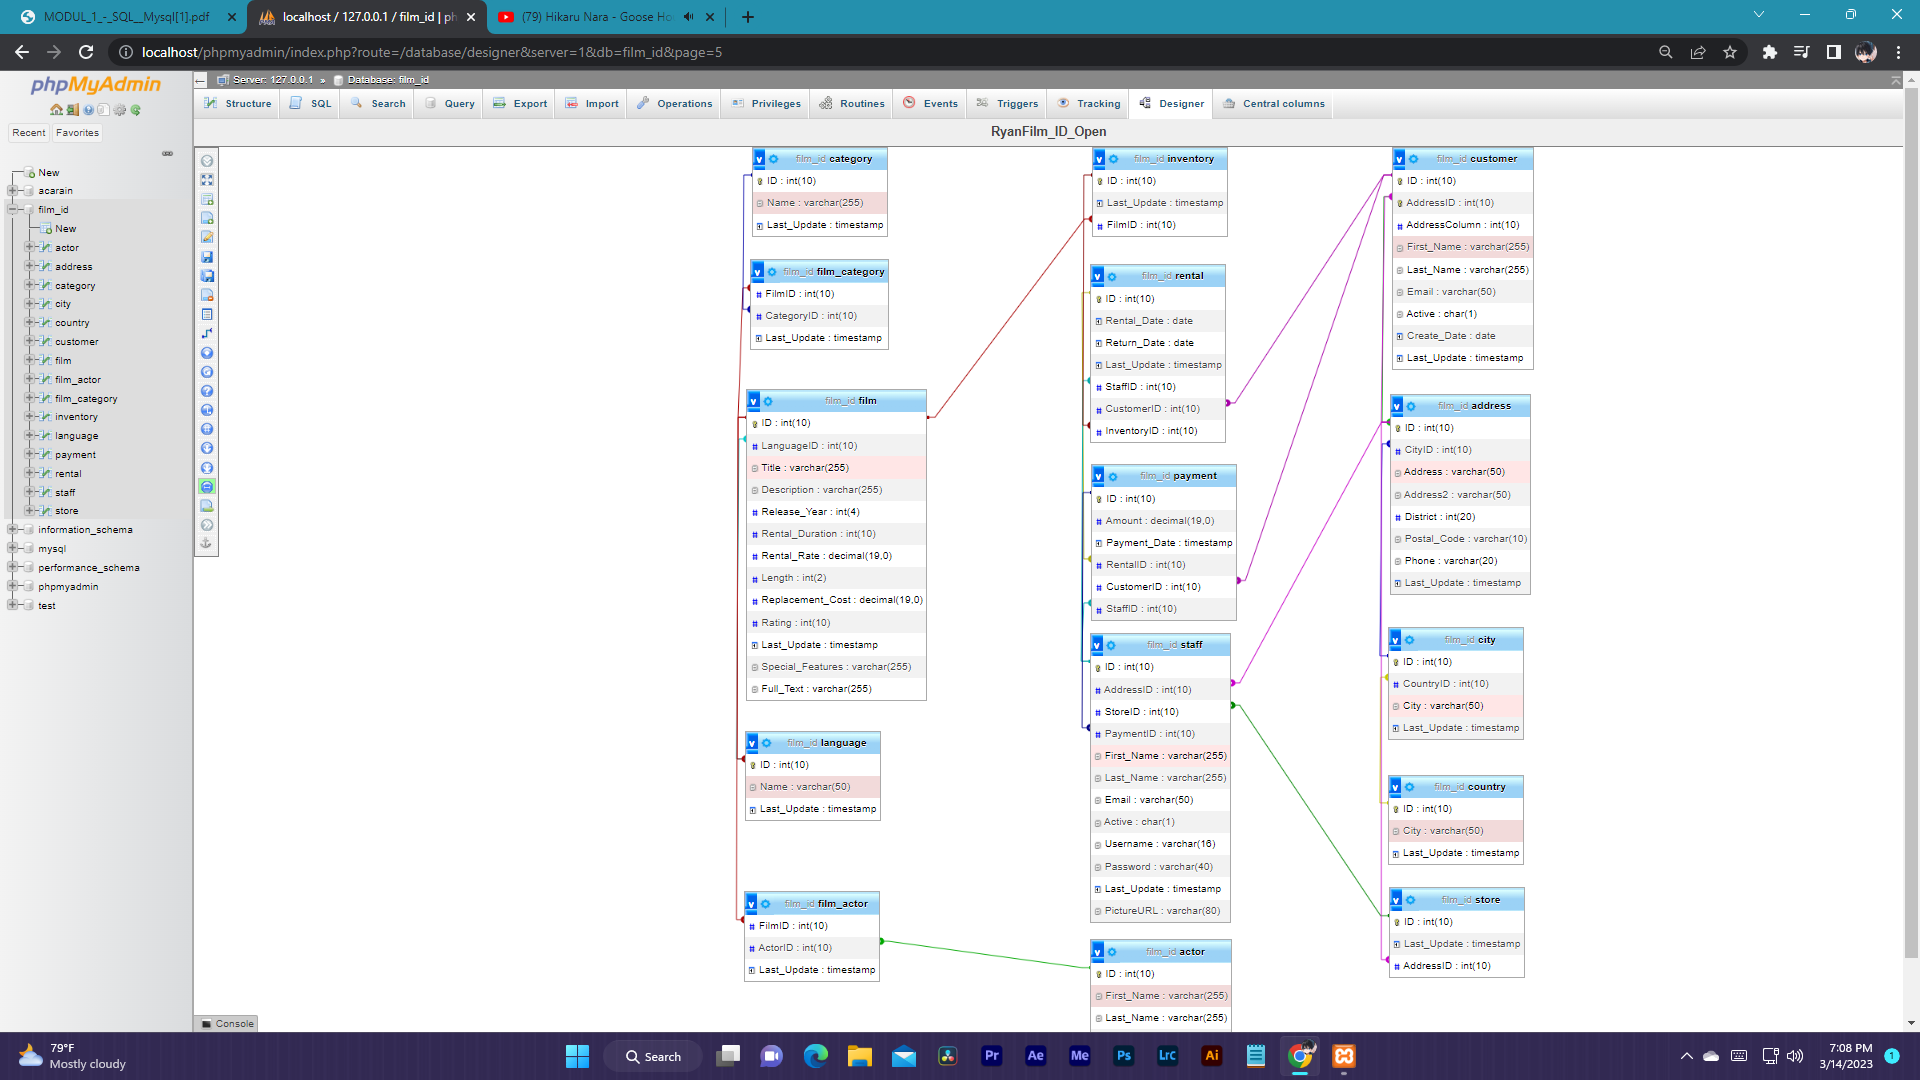 MODUL_1_-_SQL__Mysql[1].pdf
localhost / 127.0.0.1 / film_id | ph
(79) Hikaru Nara - Goose Ho
localhost/phpmyadmin/index.php?route=/database/designer&server=1&db=film_id&page=5
phpMyAdmin
Recent
Favorites
New
acarain
film_id
New
actor
address
category
city
country
customer
film
film_actor
film_category
inventory
language
payment
rental
staff
store
information_schema
mysql
performance_schema
phpmyadmin
test
Server: 127.0.0.1 » Database: film_id
Structure
SQL
Search
Query
Export
Import
Operations
Privileges
Routines
Events
Triggers
Tracking
Designer
Central columns
RyanFilm_ID_Open
film_id category
ID : int(10)
Name : varchar(255)
Last_Update : timestamp
film_id film_category
FilmID : int(10)
CategoryID : int(10)
Last_Update : timestamp
film_id film
ID : int(10)
LanguageID : int(10)
Title : varchar(255)
Description : varchar(255)
Release_Year : int(4)
Rental_Duration : int(10)
Rental_Rate : decimal(19,0)
Length : int(2)
Replacement_Cost : decimal(19,0)
Rating : int(10)
Last_Update : timestamp
Special_Features : varchar(255)
Full_Text : varchar(255)
film_id language
ID : int(10)
Name : varchar(50)
Last_Update : timestamp
film_id film_actor
FilmID : int(10)
ActorID : int(10)
Last_Update : timestamp
film_id inventory
ID : int(10)
Last_Update : timestamp
FilmID : int(10)
film_id rental
ID : int(10)
Rental_Date : date
Return_Date : date
Last_Update : timestamp
StaffID : int(10)
CustomerID : int(10)
InventoryID : int(10)
film_id payment
ID : int(10)
Amount : decimal(19,0)
Payment_Date : timestamp
RentalID : int(10)
CustomerID : int(10)
StaffID : int(10)
film_id staff
ID : int(10)
AddressID : int(10)
StoreID : int(10)
PaymentID : int(10)
First_Name : varchar(255)
Last_Name : varchar(255)
Email : varchar(50)
Active : char(1)
Username : varchar(16)
Password : varchar(40)
Last_Update : timestamp
PictureURL : varchar(80)
film_id actor
ID : int(10)
First_Name : varchar(255)
Last_Name : varchar(255)
film_id customer
ID : int(10)
AddressID : int(10)
AddressColumn : int(10)
First_Name : varchar(255)
Last_Name : varchar(255)
Email : varchar(50)
Active : char(1)
Create_Date : date
Last_Update : timestamp
film_id address
ID : int(10)
CityID : int(10)
Address : varchar(50)
Address2 : varchar(50)
District : int(20)
Postal_Code : varchar(10)
Phone : varchar(20)
Last_Update : timestamp
film_id city
ID : int(10)
CountryID : int(10)
City : varchar(50)
Last_Update : timestamp
film_id country
ID : int(10)
City : varchar(50)
Last_Update : timestamp
film_id store
ID : int(10)
Last_Update : timestamp
AddressID : int(10)
Console
79°F
Mostly cloudy
Search
Pr
Ae
Me
Ps
Lrc
Ai
7:08 PM
3/14/2023
1